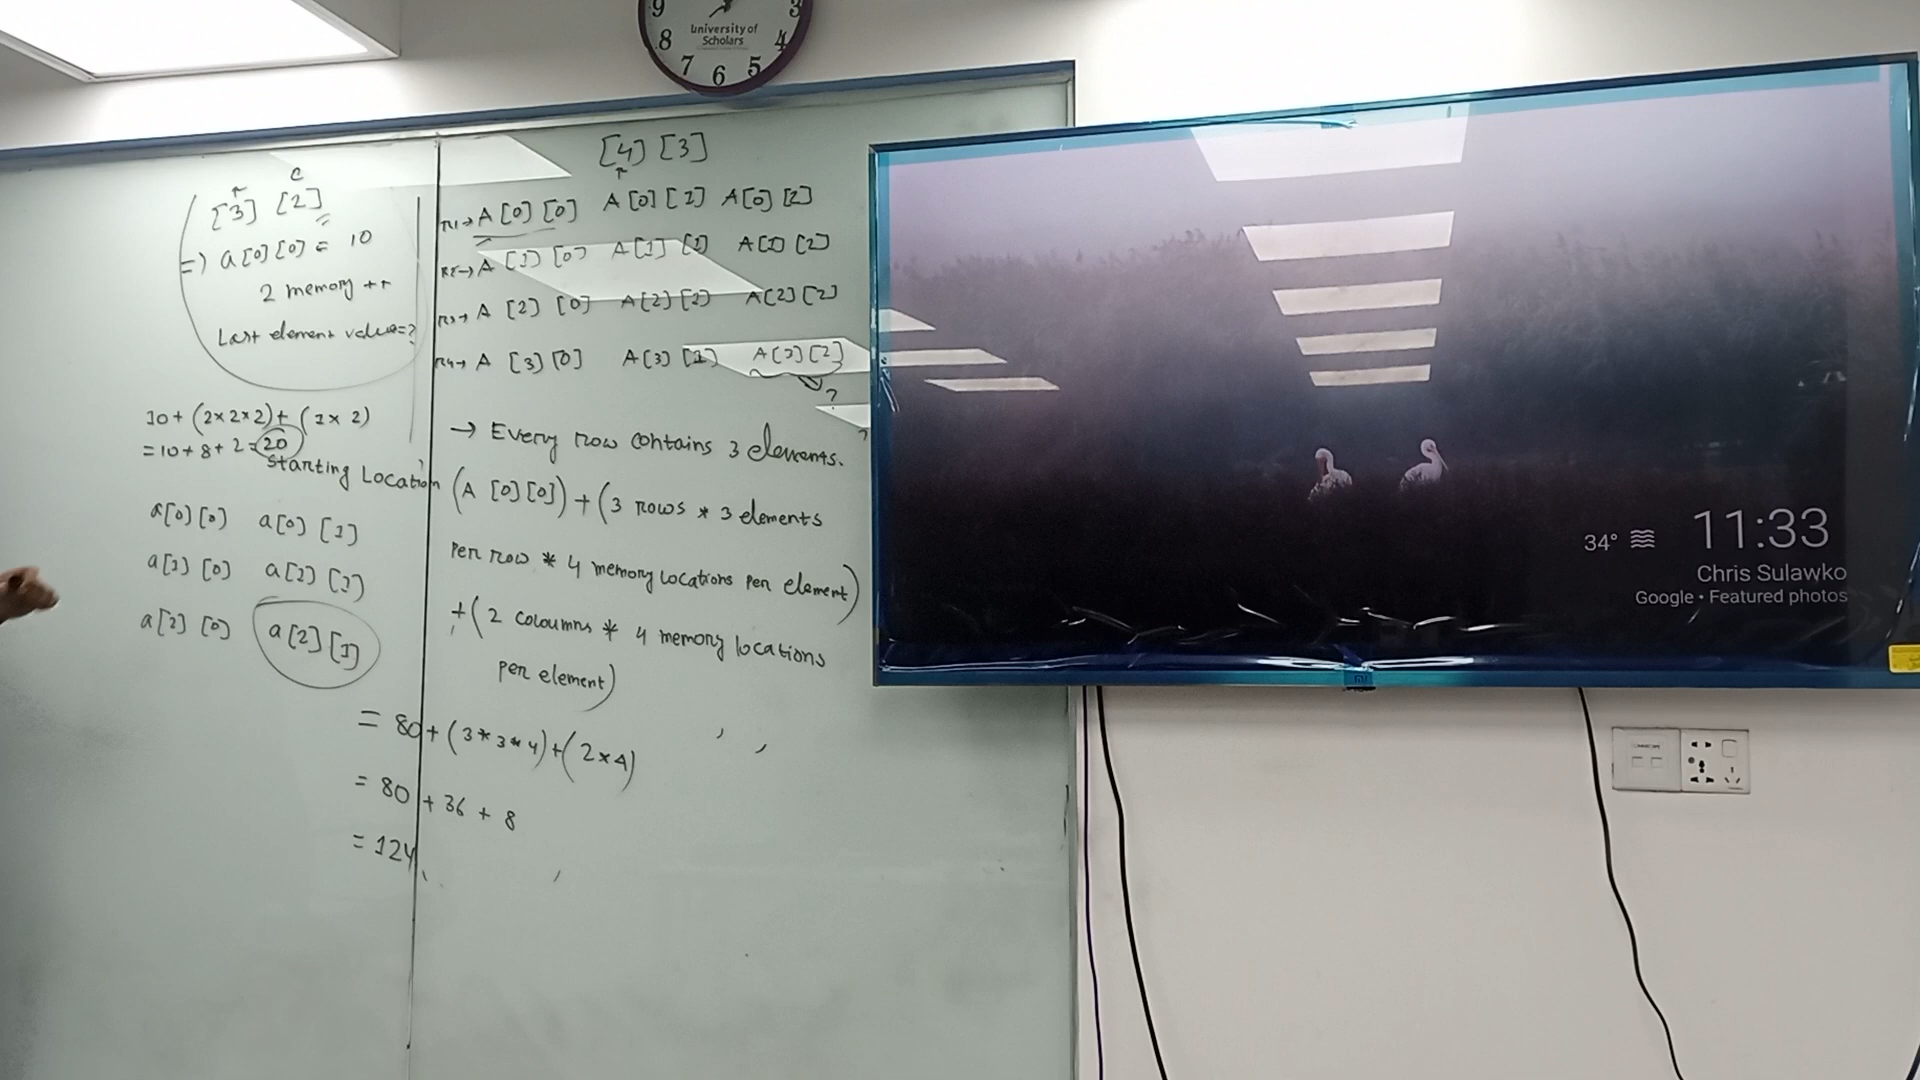 9 3
8 4
7 6 5
University of
Scholars
r c
[3] [2]
=) a[0][0] = 10
2 memory ++
Last element value=?
10+ (2×2×2)+ (1× 2)
=10+8+2=20
a[0][0] a[0][1]
a[1][0] a[1][1]
a[2][0] a[2][1]
[4] [3]
r
R1→ A[0][0] A[0][1] A[0][2]
R2→ A[1][0] A[1][1] A[1][2]
R3→ A[2][0] A[2][1] A[2][2]
R4→ A[3][0] A[3][1] A[3][2]
?
→ Every row contains 3 elements.
Starting Location (A[0][0]) + (3 rows * 3 elements
per row * 4 memory locations per element)
+ (2 coloumns * 4 memory locations
per element)
= 80 + (3*3*4)+(2×4)
= 80 + 36 + 8
= 124
34° 11:33
Chris Sulawko
Google • Featured photos
mi